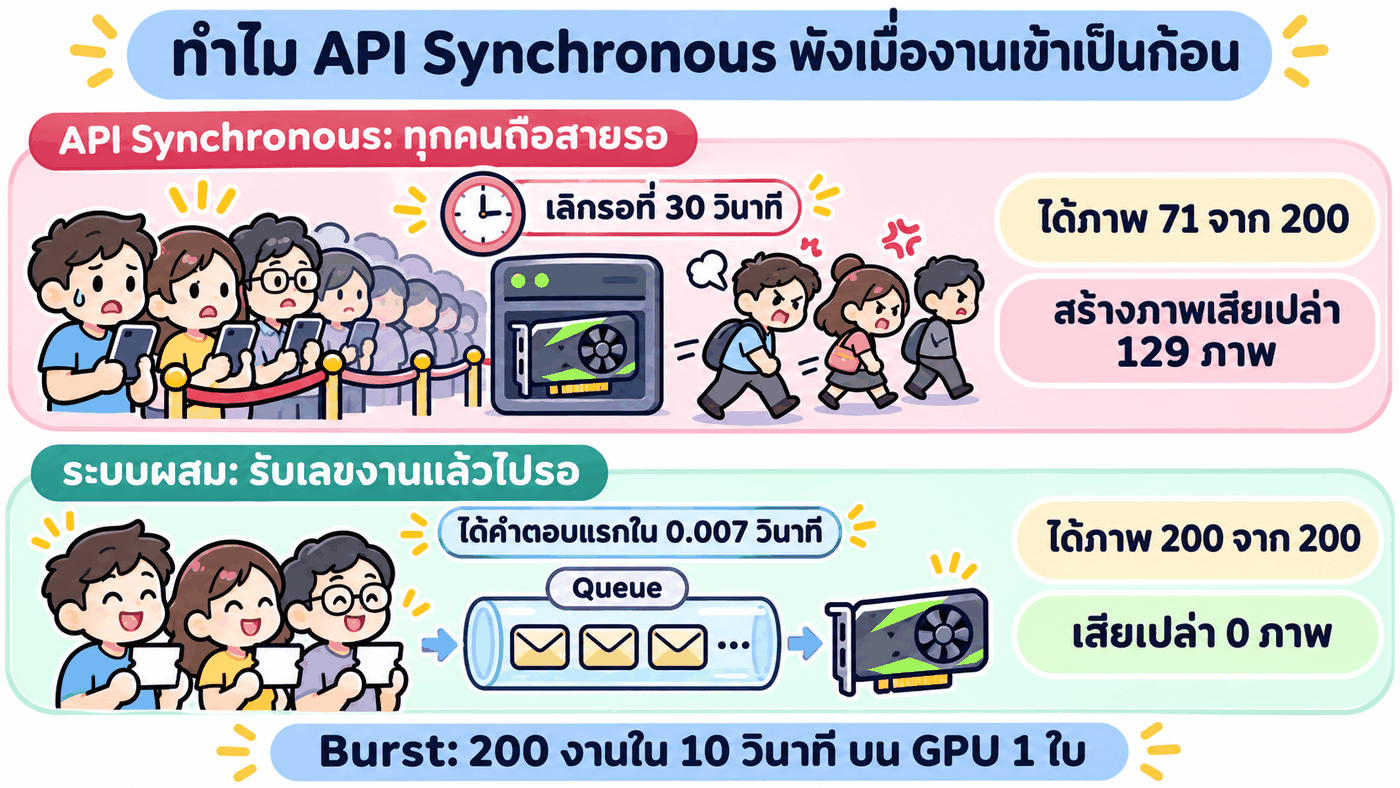 ทำไม API Synchronous พังเมื่องานเข้าเป็นก้อน
API Synchronous: ทุกคนถือสายรอ
เลิกรอที่ 30 วินาที
ได้ภาพ 71 จาก 200
สร้างภาพเสียเปล่า
129 ภาพ
ระบบผสม: รับเลขงานแล้วไปรอ
ได้คำตอบแรกใน 0.007 วินาที
Queue
ได้ภาพ 200 จาก 200
เสียเปล่า 0 ภาพ
Burst: 200 งานใน 10 วินาที บน GPU 1 ใบ